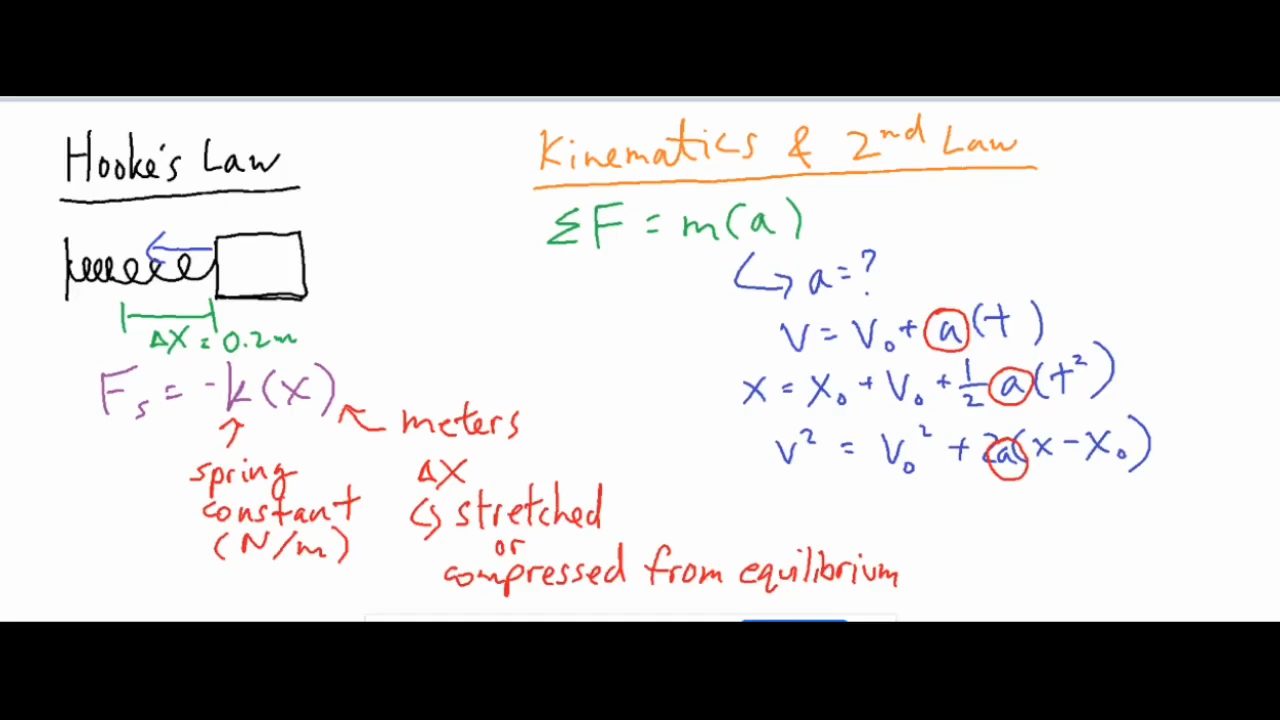 Hooke's Law
ΔX = 0.2m
Fs = -k(x)
meters
spring
constant
(N/m)
ΔX
↳ stretched
or
compressed from equilibrium
Kinematics & 2nd Law
ΣF = m(a)
↳ a = ?
v = v₀ + a(t)
x = x₀ + v₀ + ½a(t²)
v² = v₀² + 2a(x - x₀)